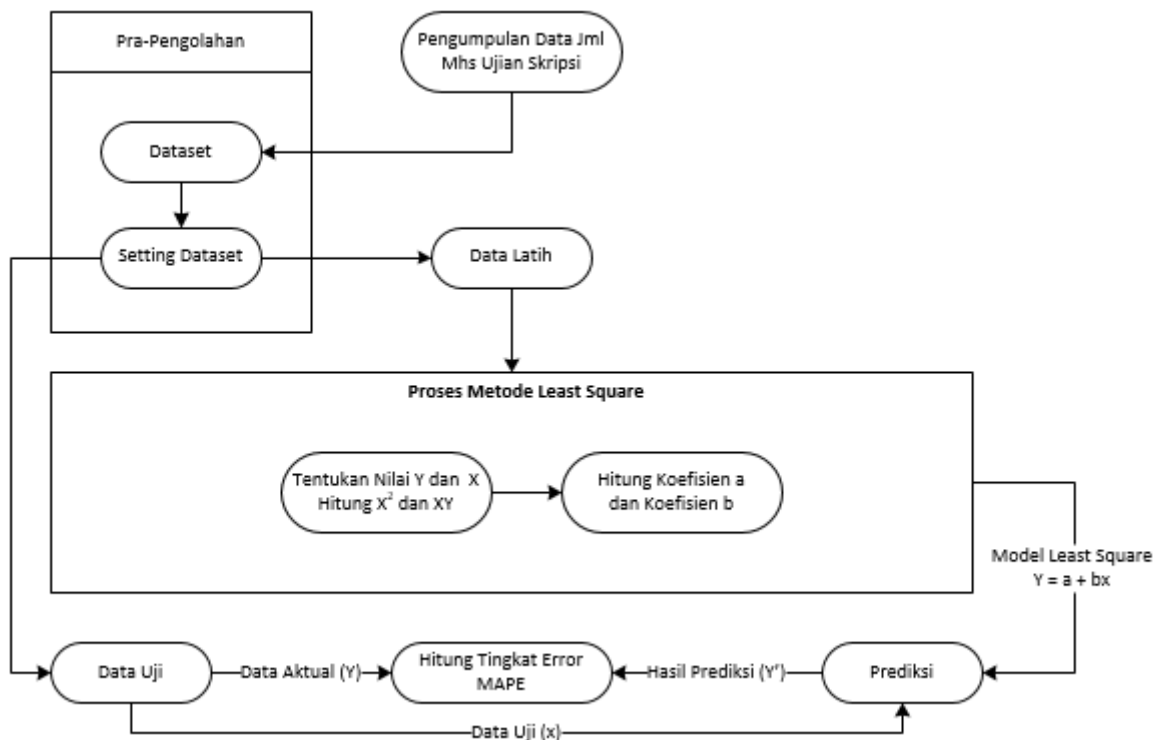 Pra-Pengolahan
Pengumpulan Data Jml
Mhs Ujian Skripsi
Dataset
Setting Dataset
Data Latih
Proses Metode Least Square
Tentukan Nilai Y dan X
Hitung X² dan XY
Hitung Koefisien a
dan Koefisien b
Model Least Square
Y = a + bx
Data Uji
Data Aktual (Y)
Hitung Tingkat Error
MAPE
Hasil Prediksi (Y')
Prediksi
Data Uji (x)